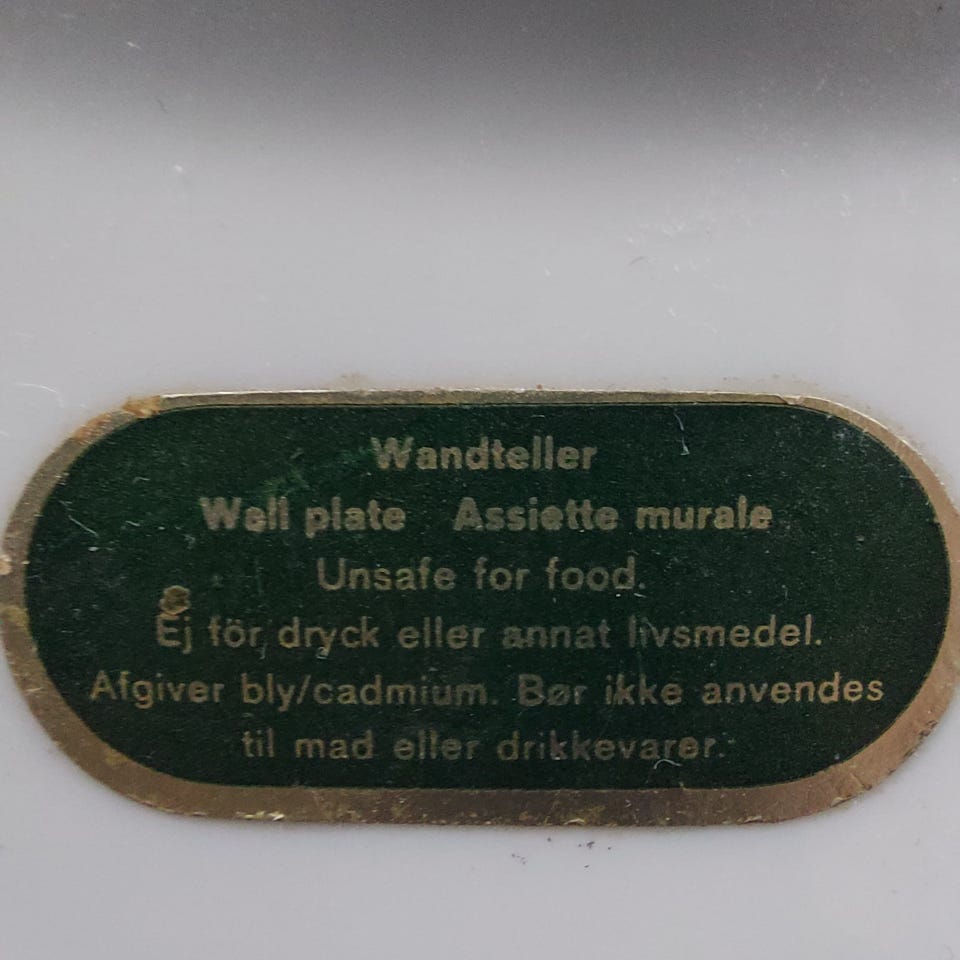 Wandteller
Wall plate Assiette murale
Unsafe for food.
Ej för dryck eller annat livsmedel.
Afgiver bly/cadmium. Bør ikke anvendes
til mad eller drikkevarer.